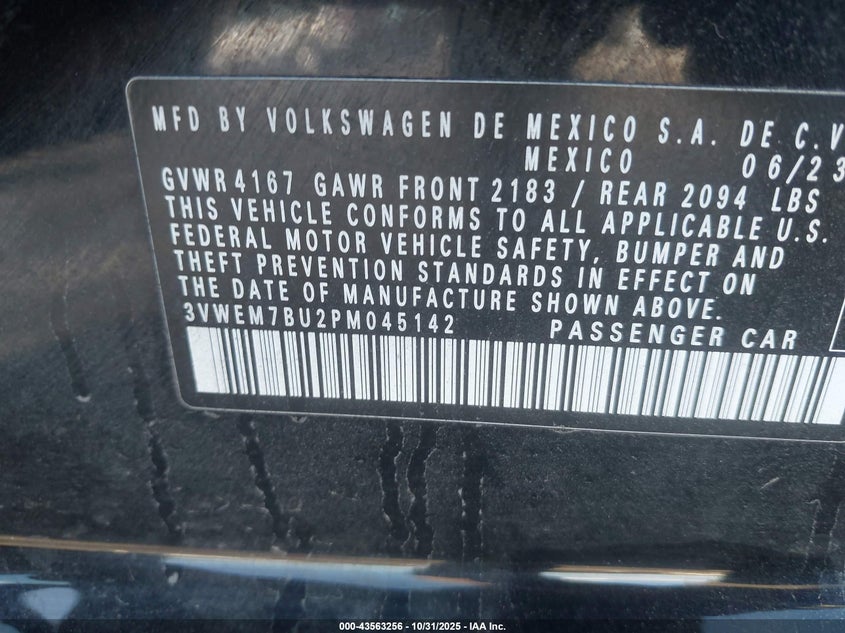 MFD BY VOLKSWAGEN DE MEXICO S.A. DE C.V
MEXICO 06/23
GVWR 4167 GAWR FRONT 2183 / REAR 2094 LBS
THIS VEHICLE CONFORMS TO ALL APPLICABLE U.S.
FEDERAL MOTOR VEHICLE SAFETY, BUMPER AND
THEFT PREVENTION STANDARDS IN EFFECT ON
THE DATE OF MANUFACTURE SHOWN ABOVE.
3VWEM7BU2PM045142 PASSENGER CAR
000-43563256 - 10/31/2025 - IAA Inc.